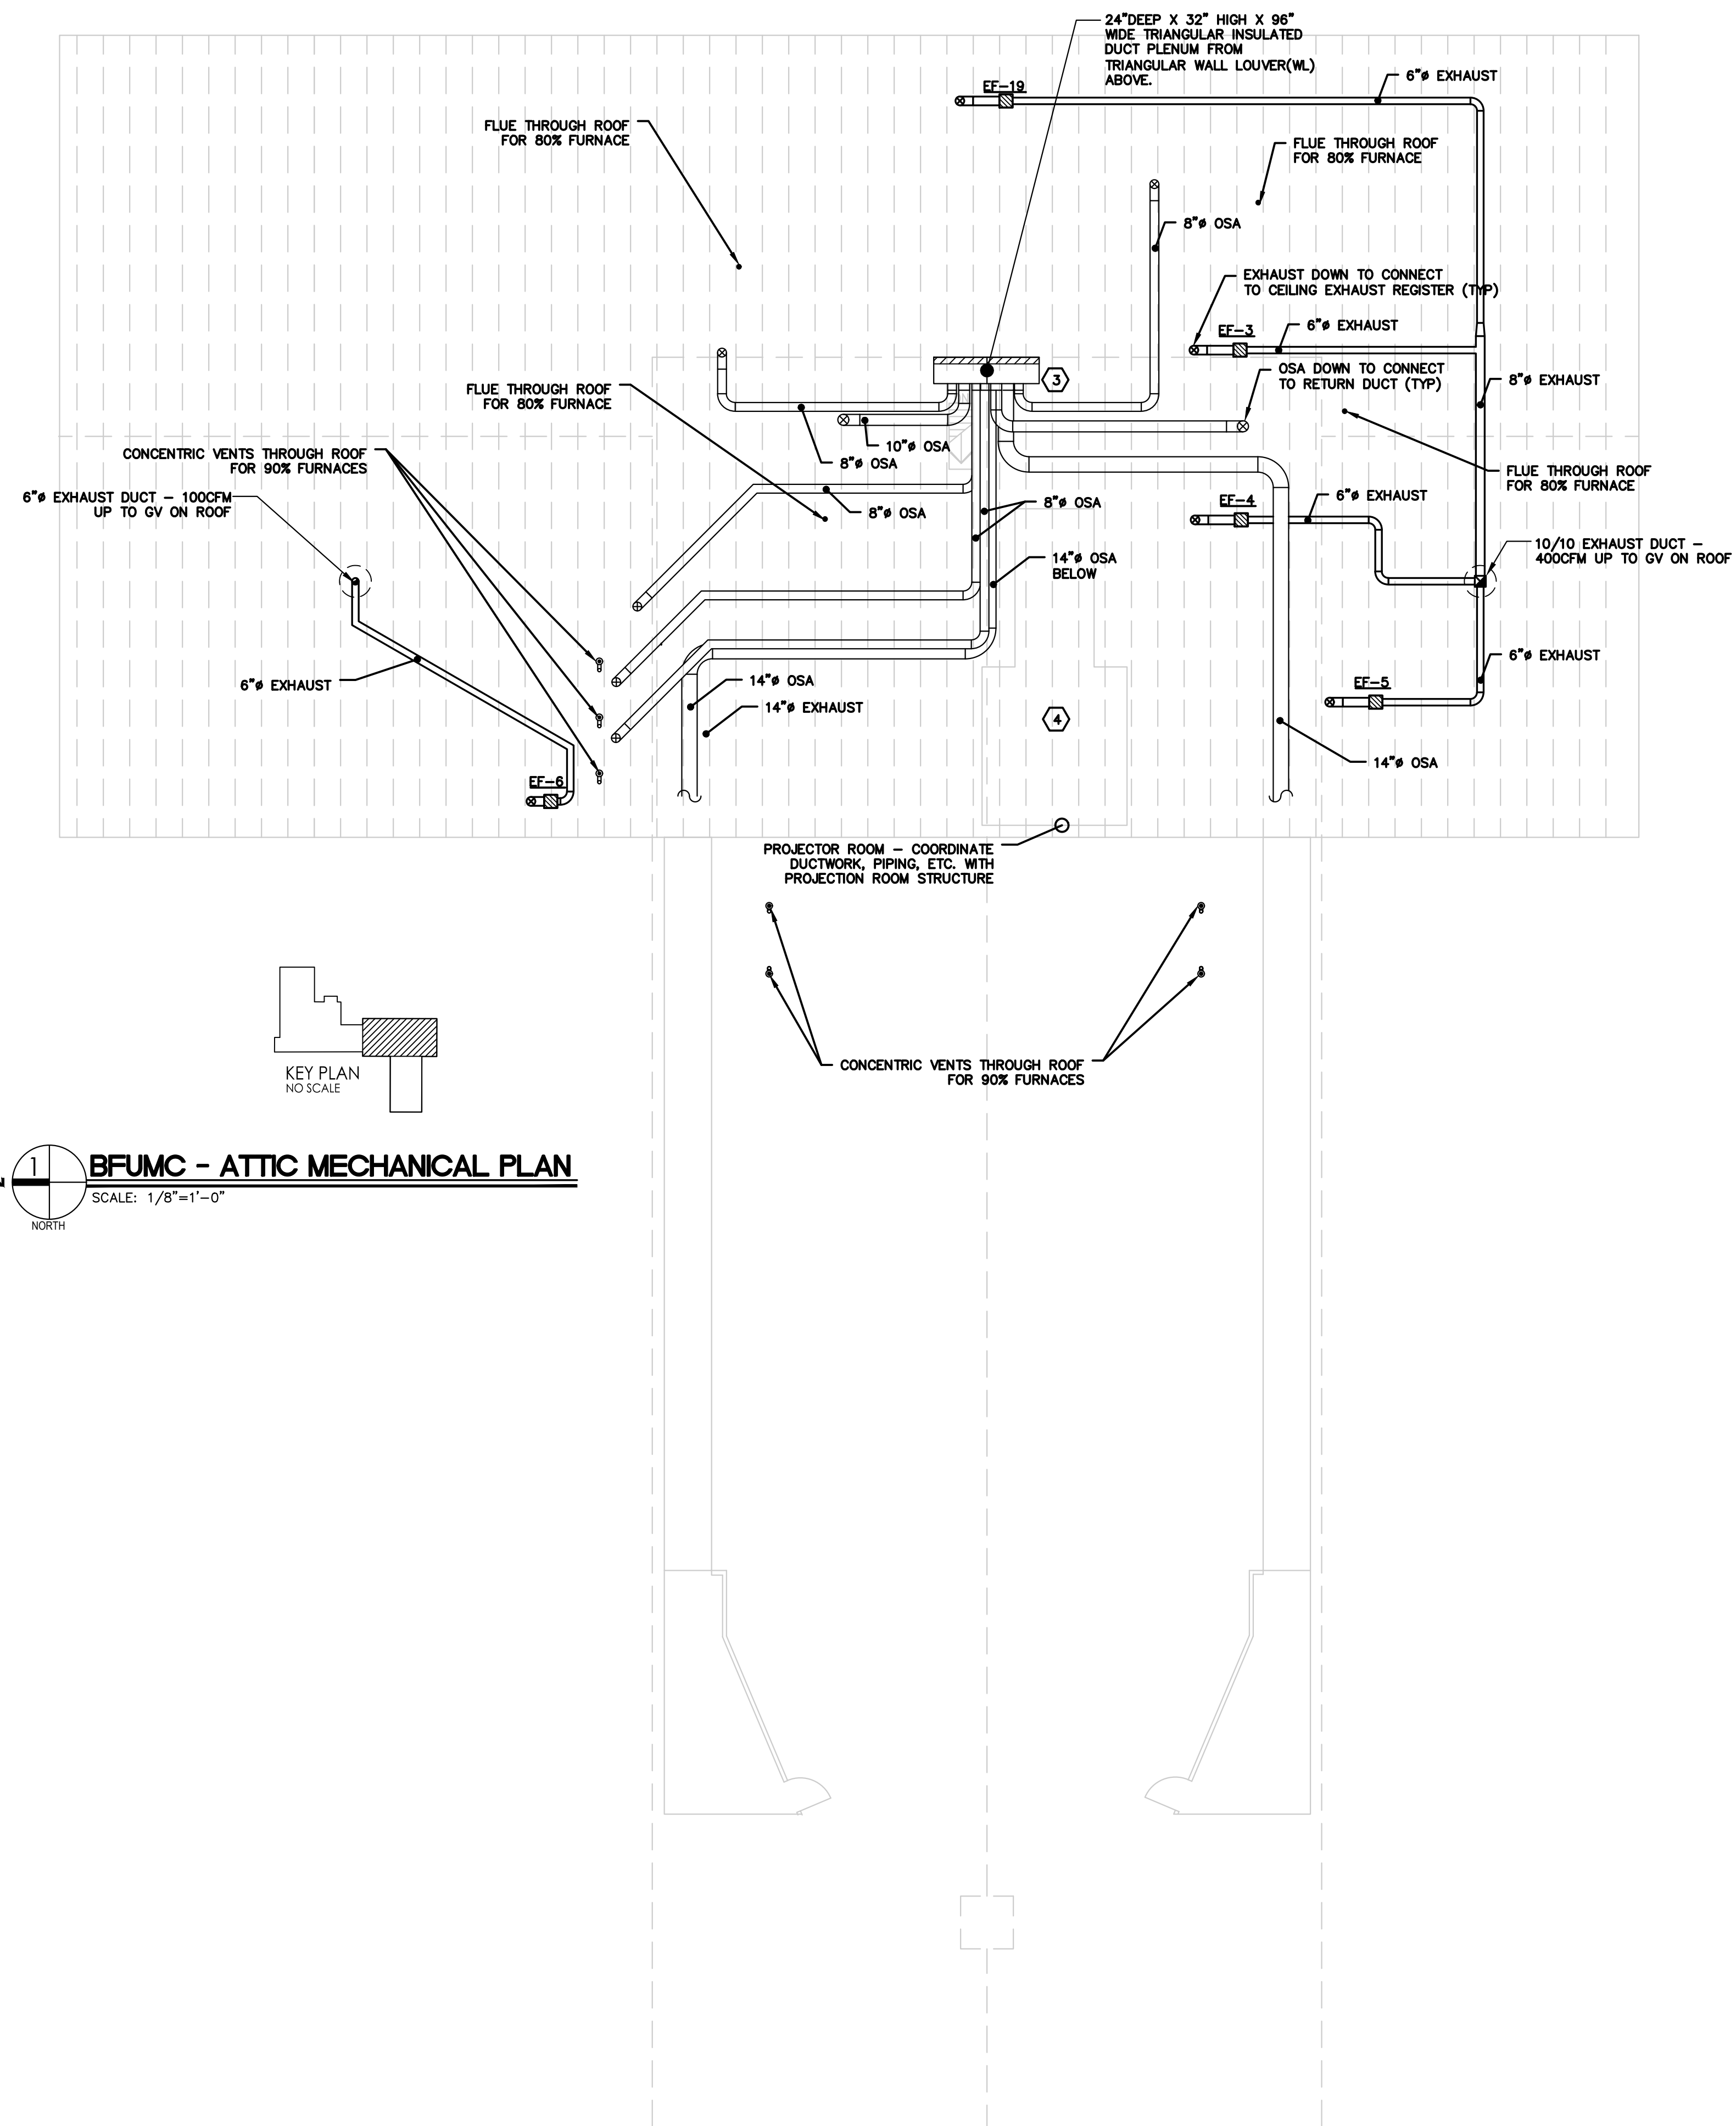 24"DEEP X 32" HIGH X 96"
WIDE TRIANGULAR INSULATED
DUCT PLENUM FROM
TRIANGULAR WALL LOUVER(WL)
ABOVE.
6"ø EXHAUST
EF-19
FLUE THROUGH ROOF
FOR 80% FURNACE
FLUE THROUGH ROOF
FOR 80% FURNACE
8"ø OSA
EXHAUST DOWN TO CONNECT
TO CEILING EXHAUST REGISTER (TYP)
EF-3
6"ø EXHAUST
OSA DOWN TO CONNECT
TO RETURN DUCT (TYP)
3
8"ø EXHAUST
FLUE THROUGH ROOF
FOR 80% FURNACE
10"ø OSA
8"ø OSA
CONCENTRIC VENTS THROUGH ROOF
FOR 90% FURNACES
FLUE THROUGH ROOF
FOR 80% FURNACE
6"ø EXHAUST DUCT - 100CFM
UP TO GV ON ROOF
8"ø OSA
8"ø OSA
EF-4
6"ø EXHAUST
14"ø OSA
BELOW
10/10 EXHAUST DUCT -
400CFM UP TO GV ON ROOF
6"ø EXHAUST
6"ø EXHAUST
14"ø OSA
EF-5
14"ø EXHAUST
4
14"ø OSA
EF-6
PROJECTOR ROOM - COORDINATE
DUCTWORK, PIPING, ETC. WITH
PROJECTION ROOM STRUCTURE
CONCENTRIC VENTS THROUGH ROOF
FOR 90% FURNACES
KEY PLAN
NO SCALE
1
BFUMC - ATTIC MECHANICAL PLAN
SCALE: 1/8"=1'-0"
NORTH